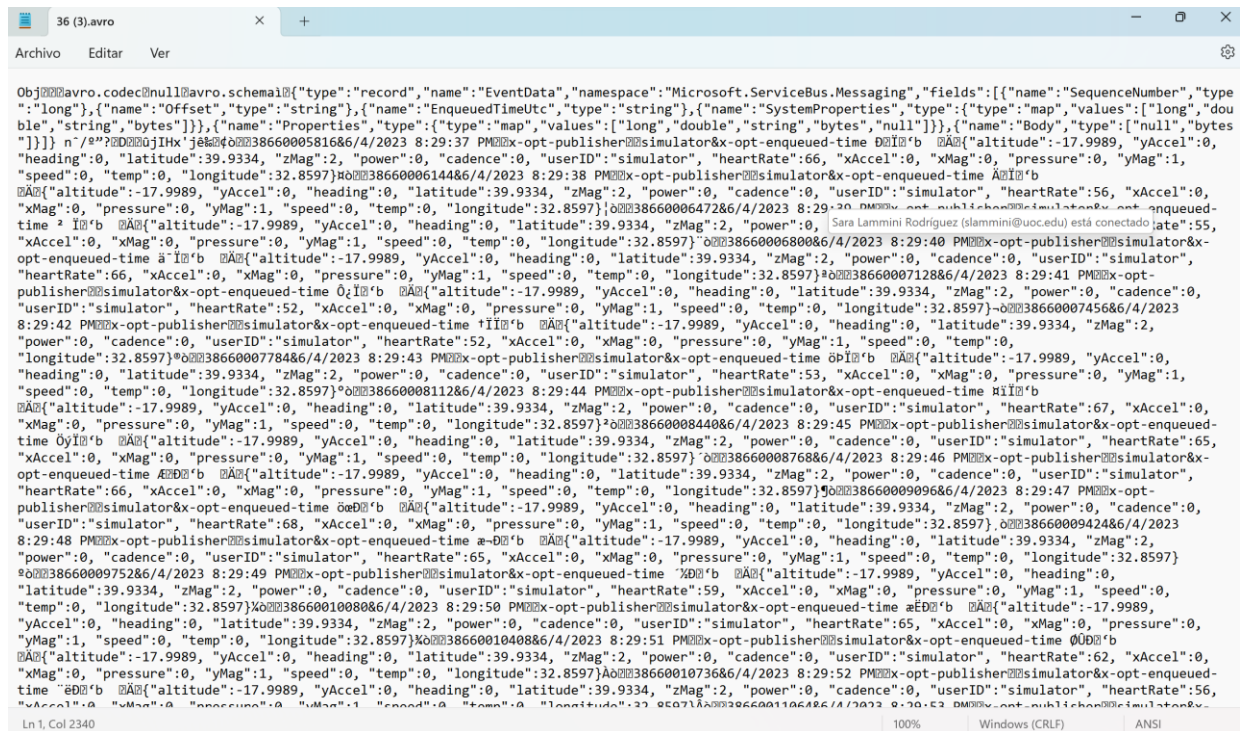 36 (3).avro
Archivo Editar Ver
Obj avro.codec null avro.schema {"type":"record","name":"EventData","namespace":"Microsoft.ServiceBus.Messaging","fields":[{"name":"SequenceNumber","type
":"long"},{"name":"Offset","type":"string"},{"name":"EnqueuedTimeUtc","type":"string"},{"name":"SystemProperties","type":{"type":"map","values":["long","dou
ble","string","bytes"]}},{"name":"Properties","type":{"type":"map","values":["long","double","string","bytes","null"]}},{"name":"Body","type":["null","bytes
"]}]} 38660005816&6/4/2023 8:29:37 PM x-opt-publisher simulator&x-opt-enqueued-time {"altitude":-17.9989, "yAccel":0,
"heading":0, "latitude":39.9334, "zMag":2, "power":0, "cadence":0, "userID":"simulator", "heartRate":66, "xAccel":0, "xMag":0, "pressure":0, "yMag":1,
"speed":0, "temp":0, "longitude":32.8597} 38660006144&6/4/2023 8:29:38 PM x-opt-publisher simulator&x-opt-enqueued-time
{"altitude":-17.9989, "yAccel":0, "heading":0, "latitude":39.9334, "zMag":2, "power":0, "cadence":0, "userID":"simulator", "heartRate":56, "xAccel":0,
"xMag":0, "pressure":0, "yMag":1, "speed":0, "temp":0, "longitude":32.8597} 38660006472&6/4/2023 8:29:39 PM x-opt-publisher simulator&x-opt-enqueued-
time {"altitude":-17.9989, "yAccel":0, "heading":0, "latitude":39.9334, "zMag":2, "power":0, Rate":55,
Sara Lammini Rodríguez (slammini@uoc.edu) está conectado
"xAccel":0, "xMag":0, "pressure":0, "yMag":1, "speed":0, "temp":0, "longitude":32.8597} 38660006800&6/4/2023 8:29:40 PM x-opt-publisher simulator&x-
opt-enqueued-time {"altitude":-17.9989, "yAccel":0, "heading":0, "latitude":39.9334, "zMag":2, "power":0, "cadence":0, "userID":"simulator",
"heartRate":66, "xAccel":0, "xMag":0, "pressure":0, "yMag":1, "speed":0, "temp":0, "longitude":32.8597} 38660007128&6/4/2023 8:29:41 PM x-opt-
publisher simulator&x-opt-enqueued-time {"altitude":-17.9989, "yAccel":0, "heading":0, "latitude":39.9334, "zMag":2, "power":0, "cadence":0,
"userID":"simulator", "heartRate":52, "xAccel":0, "xMag":0, "pressure":0, "yMag":1, "speed":0, "temp":0, "longitude":32.8597} 38660007456&6/4/2023
8:29:42 PM x-opt-publisher simulator&x-opt-enqueued-time {"altitude":-17.9989, "yAccel":0, "heading":0, "latitude":39.9334, "zMag":2,
"power":0, "cadence":0, "userID":"simulator", "heartRate":52, "xAccel":0, "xMag":0, "pressure":0, "yMag":1, "speed":0, "temp":0,
"longitude":32.8597} 38660007784&6/4/2023 8:29:43 PM x-opt-publisher simulator&x-opt-enqueued-time {"altitude":-17.9989, "yAccel":0,
"heading":0, "latitude":39.9334, "zMag":2, "power":0, "cadence":0, "userID":"simulator", "heartRate":53, "xAccel":0, "xMag":0, "pressure":0, "yMag":1,
"speed":0, "temp":0, "longitude":32.8597} 38660008112&6/4/2023 8:29:44 PM x-opt-publisher simulator&x-opt-enqueued-time
{"altitude":-17.9989, "yAccel":0, "heading":0, "latitude":39.9334, "zMag":2, "power":0, "cadence":0, "userID":"simulator", "heartRate":67, "xAccel":0,
"xMag":0, "pressure":0, "yMag":1, "speed":0, "temp":0, "longitude":32.8597} 38660008440&6/4/2023 8:29:45 PM x-opt-publisher simulator&x-opt-enqueued-
time {"altitude":-17.9989, "yAccel":0, "heading":0, "latitude":39.9334, "zMag":2, "power":0, "cadence":0, "userID":"simulator", "heartRate":65,
"xAccel":0, "xMag":0, "pressure":0, "yMag":1, "speed":0, "temp":0, "longitude":32.8597} 38660008768&6/4/2023 8:29:46 PM x-opt-publisher simulator&x-
opt-enqueued-time {"altitude":-17.9989, "yAccel":0, "heading":0, "latitude":39.9334, "zMag":2, "power":0, "cadence":0, "userID":"simulator",
"heartRate":66, "xAccel":0, "xMag":0, "pressure":0, "yMag":1, "speed":0, "temp":0, "longitude":32.8597} 38660009096&6/4/2023 8:29:47 PM x-opt-
publisher simulator&x-opt-enqueued-time {"altitude":-17.9989, "yAccel":0, "heading":0, "latitude":39.9334, "zMag":2, "power":0, "cadence":0,
"userID":"simulator", "heartRate":68, "xAccel":0, "xMag":0, "pressure":0, "yMag":1, "speed":0, "temp":0, "longitude":32.8597} 38660009424&6/4/2023
8:29:48 PM x-opt-publisher simulator&x-opt-enqueued-time {"altitude":-17.9989, "yAccel":0, "heading":0, "latitude":39.9334, "zMag":2,
"power":0, "cadence":0, "userID":"simulator", "heartRate":65, "xAccel":0, "xMag":0, "pressure":0, "yMag":1, "speed":0, "temp":0, "longitude":32.8597}
38660009752&6/4/2023 8:29:49 PM x-opt-publisher simulator&x-opt-enqueued-time {"altitude":-17.9989, "yAccel":0, "heading":0,
"latitude":39.9334, "zMag":2, "power":0, "cadence":0, "userID":"simulator", "heartRate":59, "xAccel":0, "xMag":0, "pressure":0, "yMag":1, "speed":0,
"temp":0, "longitude":32.8597} 38660010080&6/4/2023 8:29:50 PM x-opt-publisher simulator&x-opt-enqueued-time {"altitude":-17.9989,
"yAccel":0, "heading":0, "latitude":39.9334, "zMag":2, "power":0, "cadence":0, "userID":"simulator", "heartRate":65, "xAccel":0, "xMag":0, "pressure":0,
"yMag":1, "speed":0, "temp":0, "longitude":32.8597} 38660010408&6/4/2023 8:29:51 PM x-opt-publisher simulator&x-opt-enqueued-time
{"altitude":-17.9989, "yAccel":0, "heading":0, "latitude":39.9334, "zMag":2, "power":0, "cadence":0, "userID":"simulator", "heartRate":62, "xAccel":0,
"xMag":0, "pressure":0, "yMag":1, "speed":0, "temp":0, "longitude":32.8597} 38660010736&6/4/2023 8:29:52 PM x-opt-publisher simulator&x-opt-enqueued-
time {"altitude":-17.9989, "yAccel":0, "heading":0, "latitude":39.9334, "zMag":2, "power":0, "cadence":0, "userID":"simulator", "heartRate":56,
"xAccel":0, "xMag":0, "pressure":0, "yMag":1, "speed":0, "temp":0, "longitude":32.8597} 38660011064&6/4/2023 8:29:53 PM x-opt-publisher simulator&x-
Ln 1, Col 2340 100% Windows (CRLF) ANSI